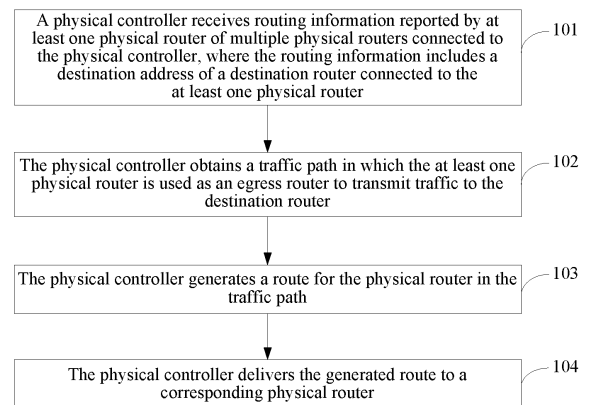 A physical controller receives routing information reported by at
least one physical router of multiple physical routers connected to
the physical controller, where the routing information includes a
destination address of a destination router connected to the
at least one physical router
101
The physical controller obtains a traffic path in which the at least one
physical router is used as an egress router to transmit traffic to the
destination router
102
The physical controller generates a route for the physical router in the
traffic path
103
The physical controller delivers the generated route to a
corresponding physical router
104